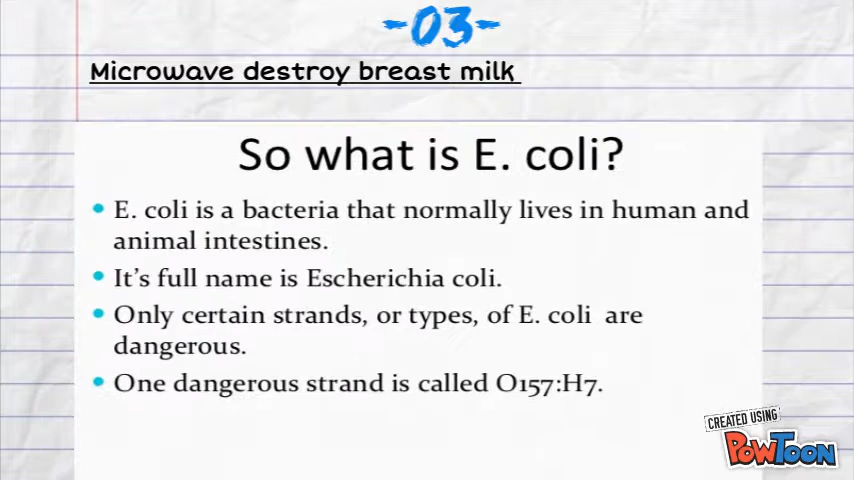 -03-
Microwave destroy breast milk
So what is E. coli?
• E. coli is a bacteria that normally lives in human and
animal intestines.
• It's full name is Escherichia coli.
• Only certain strands, or types, of E. coli are
dangerous.
• One dangerous strand is called O157:H7.
CREATED USING
POWTOON